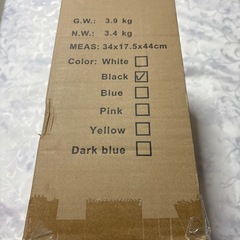 G.W.: 3.9 kg
N.W.: 3.4 kg
MEAS: 34x17.5x44cm
Color: White
Black
Blue
Pink
Yellow
Dark blue